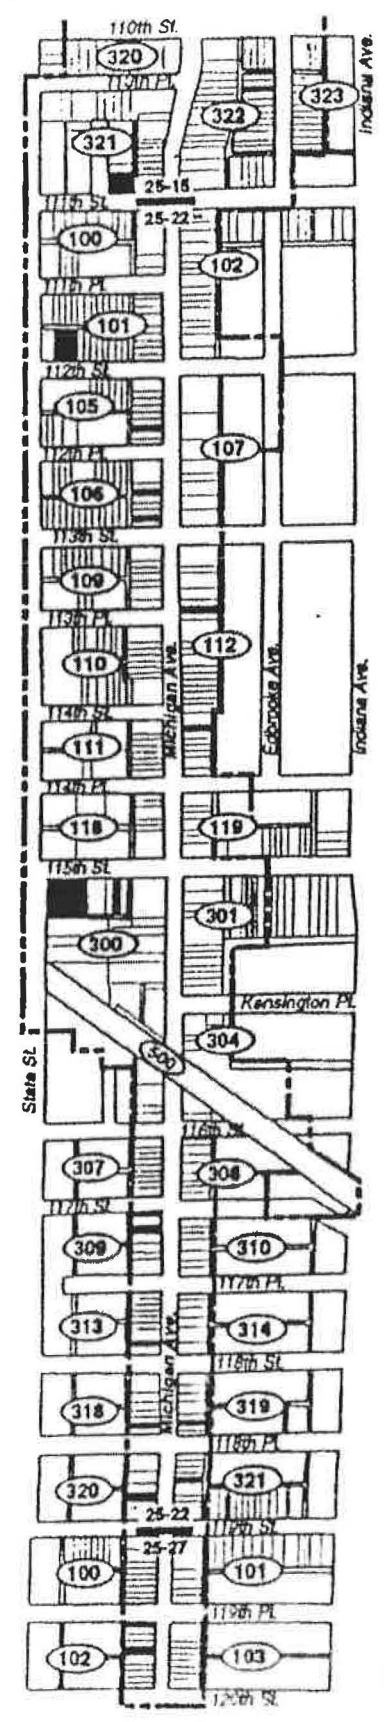 110th St.
320
111th Pl.
322
323
Indiana Ave.
321
25-15
111th St.
25-22
100
102
111th Pl.
101
112th St.
105
107
112th Pl.
106
113th St.
109
113th Pl.
112
110
Michigan Ave.
Edbrooke Ave.
Indiana Ave.
114th St.
111
114th Pl.
118
119
115th St.
301
300
Kensington Pl.
304
500
State St.
116th St.
307
308
117th St.
309
310
117th Pl.
313
314
Michigan Ave.
118th St.
318
319
118th Pl.
320
321
25-22
119th St.
25-27
100
101
119th Pl.
102
103
120th St.